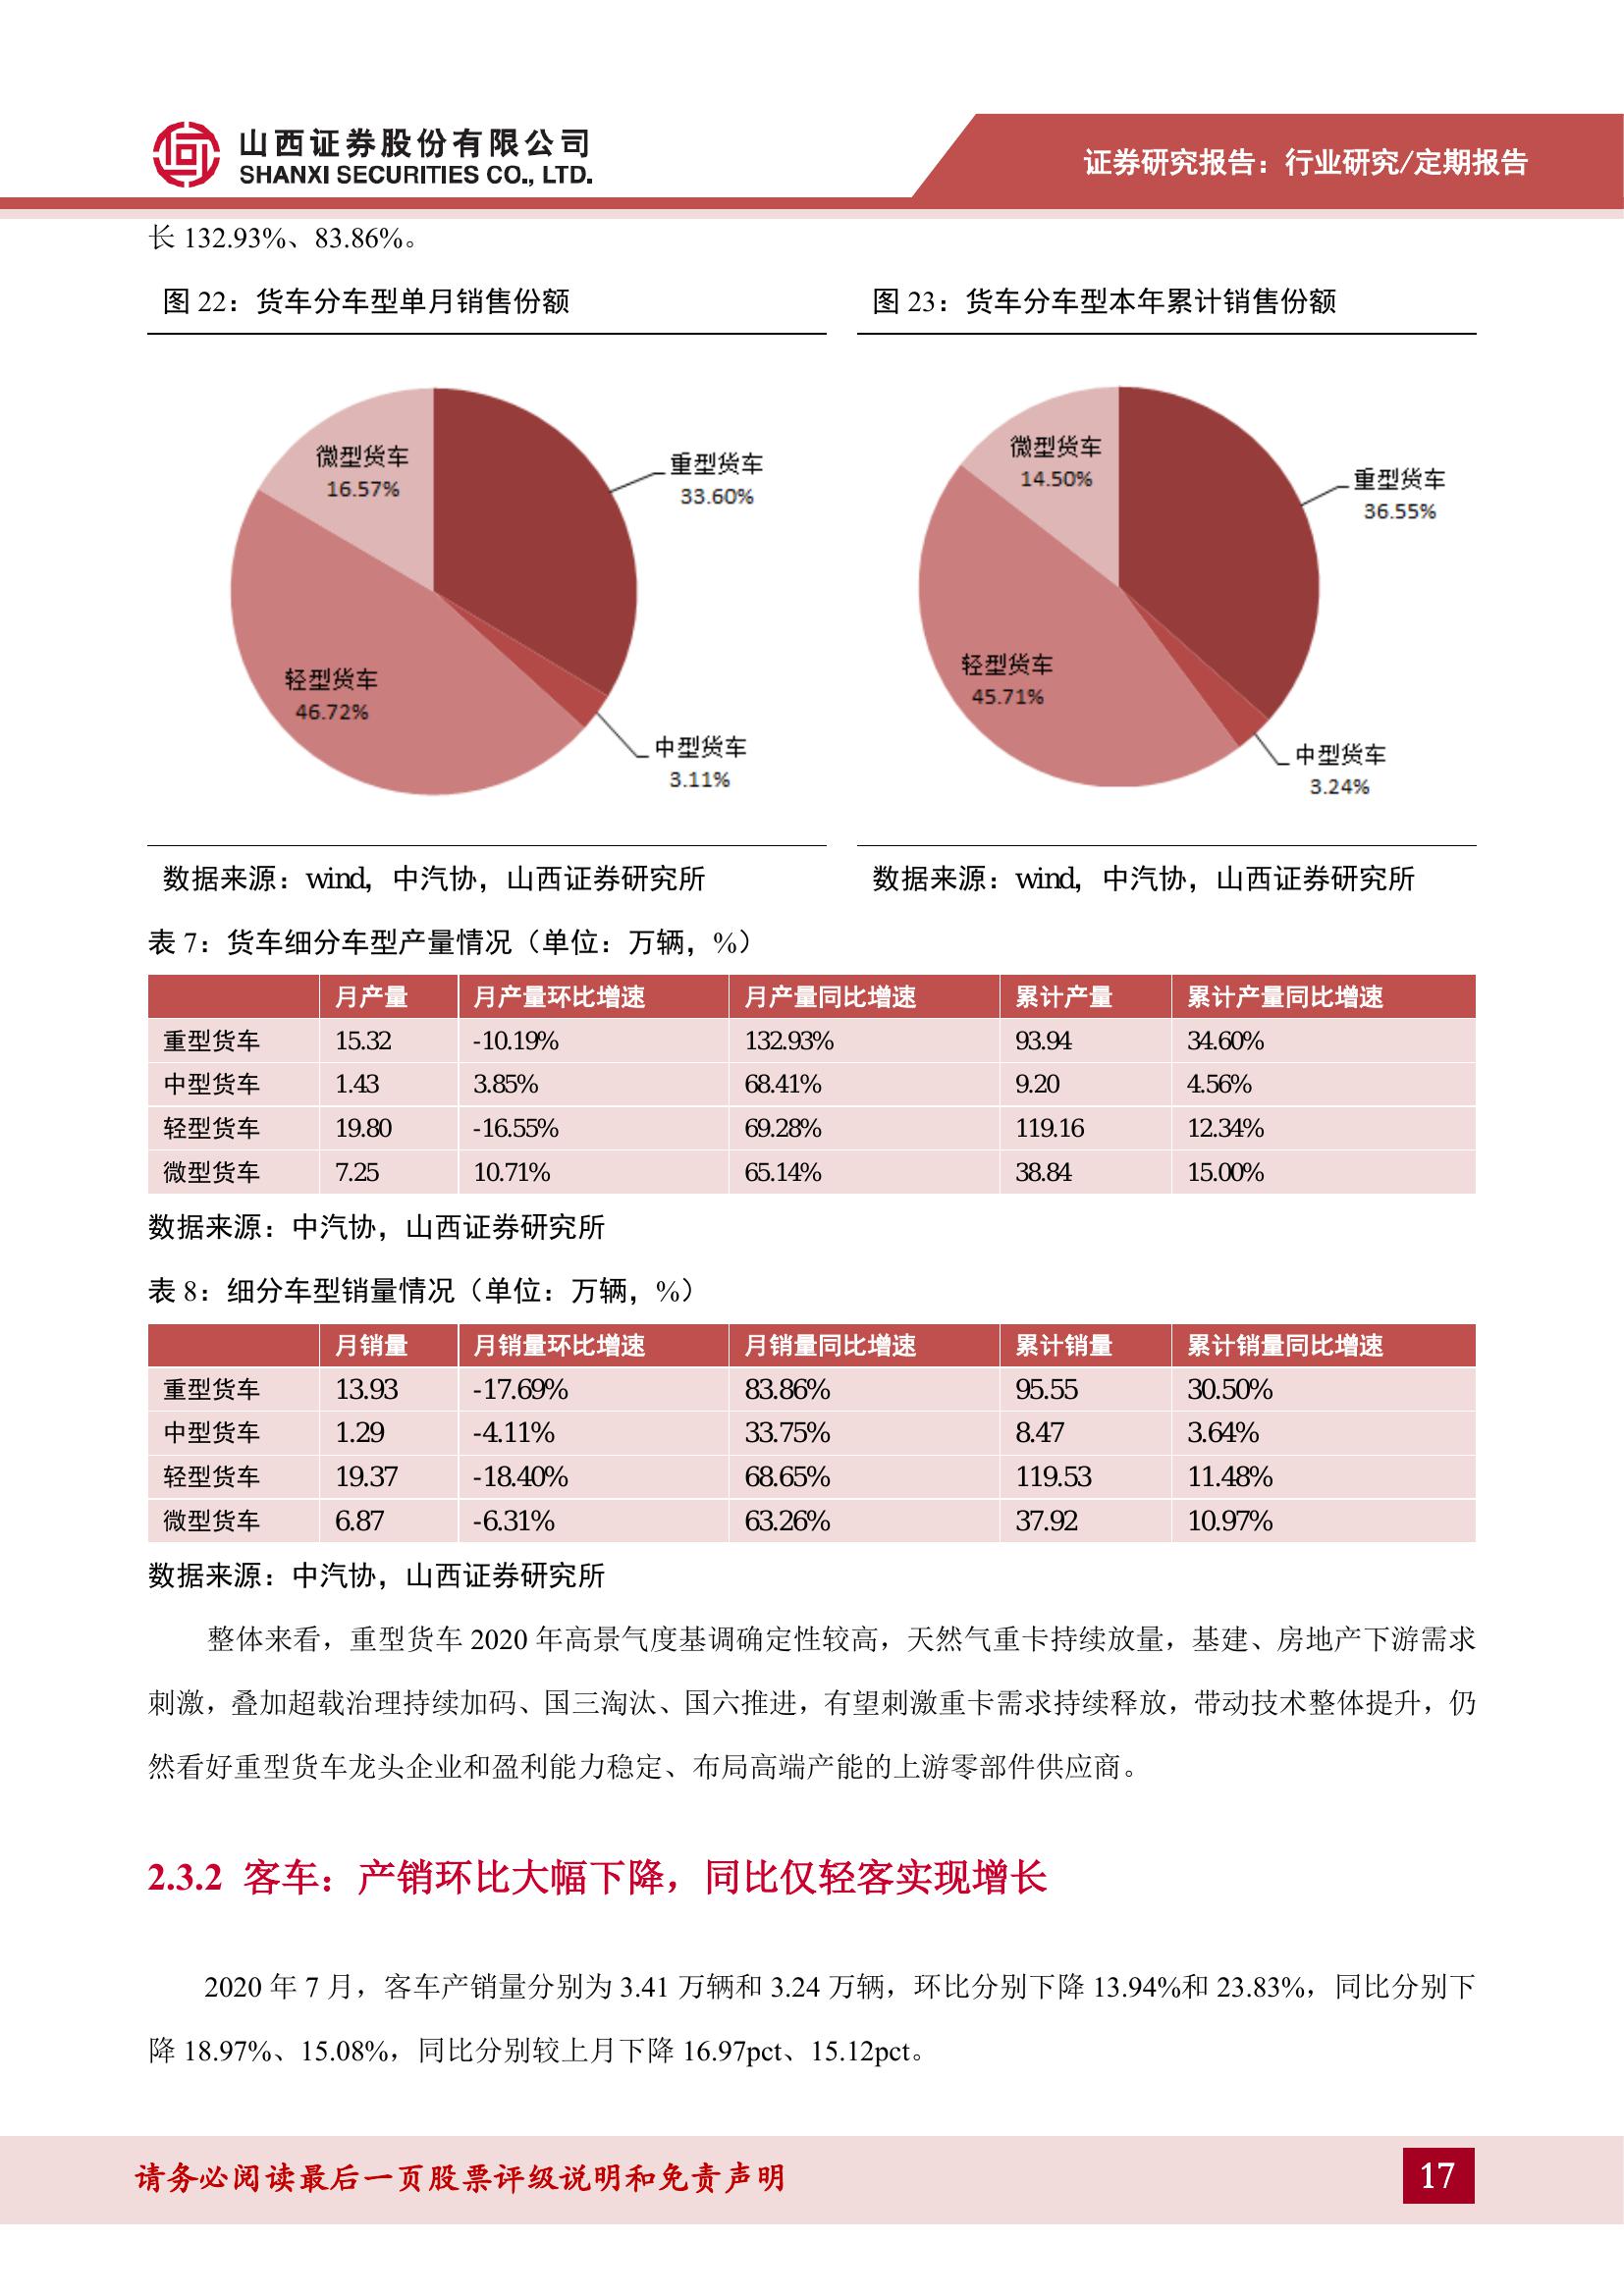 山西证券股份有限公司
SHANXI SECURITIES CO., LTD.
证券研究报告：行业研究/定期报告
长 132.93%、83.86%。
图 22：货车分车型单月销售份额
微型货车
16.57%
重型货车
33.60%
轻型货车
46.72%
中型货车
3.11%
数据来源：wind，中汽协，山西证券研究所
图 23：货车分车型本年累计销售份额
微型货车
14.50%
重型货车
36.55%
轻型货车
45.71%
中型货车
3.24%
数据来源：wind，中汽协，山西证券研究所
表 7：货车细分车型产量情况（单位：万辆，%）
月产量 月产量环比增速 月产量同比增速 累计产量 累计产量同比增速
重型货车 15.32 -10.19% 132.93% 93.94 34.60%
中型货车 1.43 3.85% 68.41% 9.20 4.56%
轻型货车 19.80 -16.55% 69.28% 119.16 12.34%
微型货车 7.25 10.71% 65.14% 38.84 15.00%
数据来源：中汽协，山西证券研究所
表 8：细分车型销量情况（单位：万辆，%）
月销量 月销量环比增速 月销量同比增速 累计销量 累计销量同比增速
重型货车 13.93 -17.69% 83.86% 95.55 30.50%
中型货车 1.29 -4.11% 33.75% 8.47 3.64%
轻型货车 19.37 -18.40% 68.65% 119.53 11.48%
微型货车 6.87 -6.31% 63.26% 37.92 10.97%
数据来源：中汽协，山西证券研究所
整体来看，重型货车 2020 年高景气度基调确定性较高，天然气重卡持续放量，基建、房地产下游需求
刺激，叠加超载治理持续加码、国三淘汰、国六推进，有望刺激重卡需求持续释放，带动技术整体提升，仍
然看好重型货车龙头企业和盈利能力稳定、布局高端产能的上游零部件供应商。
2.3.2 客车：产销环比大幅下降，同比仅轻客实现增长
2020 年 7 月，客车产销量分别为 3.41 万辆和 3.24 万辆，环比分别下降 13.94%和 23.83%，同比分别下
降 18.97%、15.08%，同比分别较上月下降 16.97pct、15.12pct。
请务必阅读最后一页股票评级说明和免责声明
17